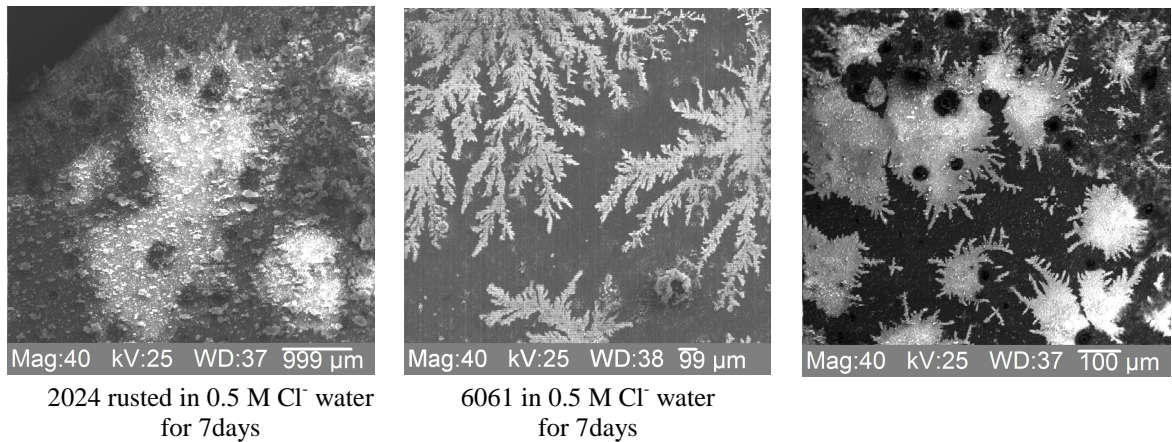 Mag:40 kV:25 WD:37 999 µm
Mag:40 kV:25 WD:38 99 µm
Mag:40 kV:25 WD:37 100 µm
2024 rusted in 0.5 M Cl⁻ water
for 7days
6061 in 0.5 M Cl⁻ water
for 7days